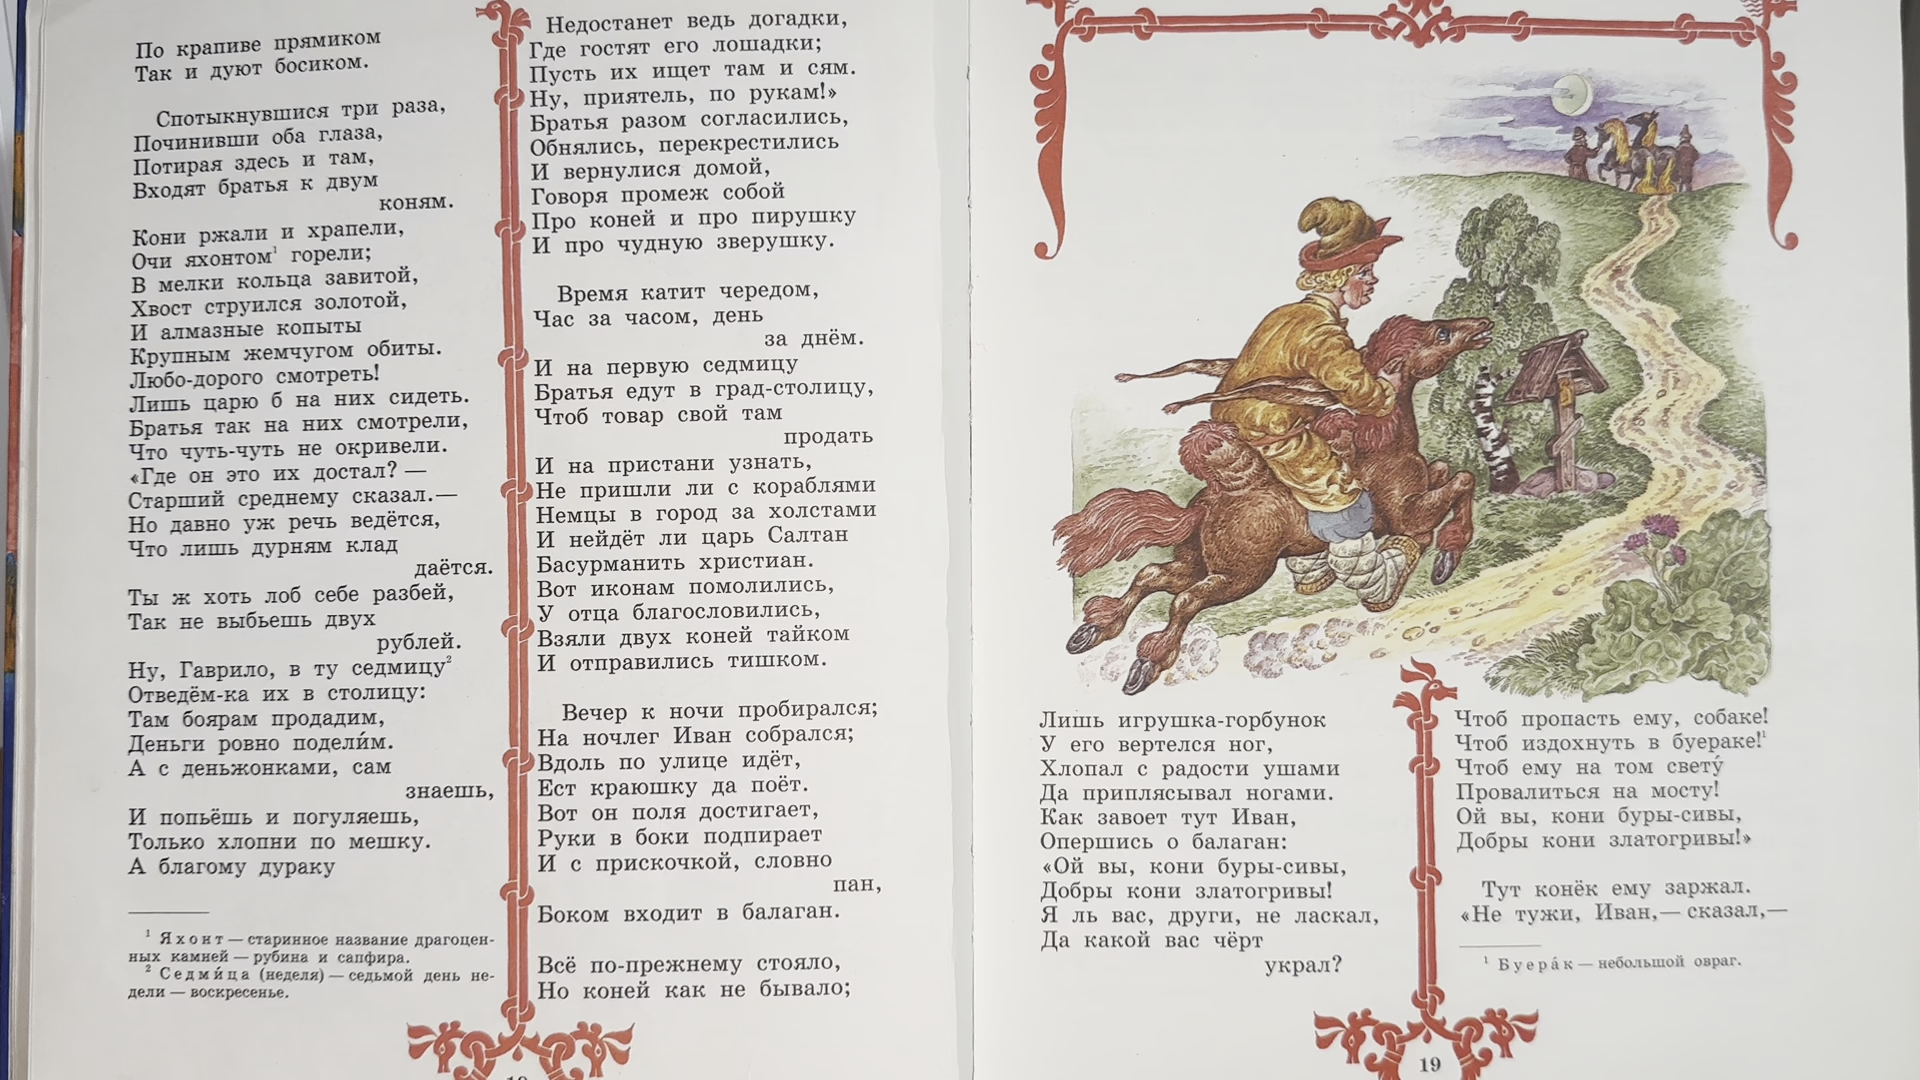 По крапиве прямиком
Так и дуют босиком.
Спотыкнувшися три раза,
Починивши оба глаза,
Потирая здесь и там,
Входят братья к двум
коням.
Кони ржали и храпели,
Очи яхонтом¹ горели;
В мелки кольца завитой,
Хвост струился золотой,
И алмазные копыты
Крупным жемчугом обиты.
Любо-дорого смотреть!
Лишь царю б на них сидеть.
Братья так на них смотрели,
Что чуть-чуть не окривели.
«Где он это их достал? —
Старший среднему сказал.—
Но давно уж речь ведётся,
Что лишь дурням клад
даётся.
Ты ж хоть лоб себе разбей,
Так не выбьешь двух
рублей.
Ну, Гаврило, в ту седмицу²
Отведём-ка их в столицу:
Там боярам продадим,
Деньги ровно подели́м.
А с деньжонками, сам
знаешь,
И попьёшь и погуляешь,
Только хлопни по мешку.
А благому дураку
¹ Яхонт — старинное название драгоцен-
ных камней — рубина и сапфира.
² Седми́ца (неделя) — седьмой день не-
дели — воскресенье.
Недостанет ведь догадки,
Где гостят его лошадки;
Пусть их ищет там и сям.
Ну, приятель, по рукам!»
Братья разом согласились,
Обнялись, перекрестились
И вернулися домой,
Говоря промеж собой
Про коней и про пирушку
И про чудную зверушку.
Время катит чередом,
Час за часом, день
за днём.
И на первую седмицу
Братья едут в град-столицу,
Чтоб товар свой там
продать
И на пристани узнать,
Не пришли ли с кораблями
Немцы в город за холстами
И нейдёт ли царь Салтан
Басурманить христиан.
Вот иконам помолились,
У отца благословились,
Взяли двух коней тайком
И отправились тишком.
Вечер к ночи пробирался;
На ночлег Иван собрался;
Вдоль по улице идёт,
Ест краюшку да поёт.
Вот он поля достигает,
Руки в боки подпирает
И с прискочкой, словно
пан,
Боком входит в балаган.
Всё по-прежнему стояло,
Но коней как не бывало;
Лишь игрушка-горбунок
У его вертелся ног,
Хлопал с радости ушами
Да приплясывал ногами.
Как завоет тут Иван,
Опершись о балаган:
«Ой вы, кони буры-сивы,
Добры кони златогривы!
Я ль вас, други, не ласкал,
Да какой вас чёрт
украл?
Чтоб пропасть ему, собаке!
Чтоб издохнуть в буераке!¹
Чтоб ему на том свету́
Провалиться на мосту!
Ой вы, кони буры-сивы,
Добры кони златогривы!»
Тут конёк ему заржал.
«Не тужи, Иван,— сказал,—
¹ Буера́к — небольшой овраг.
19